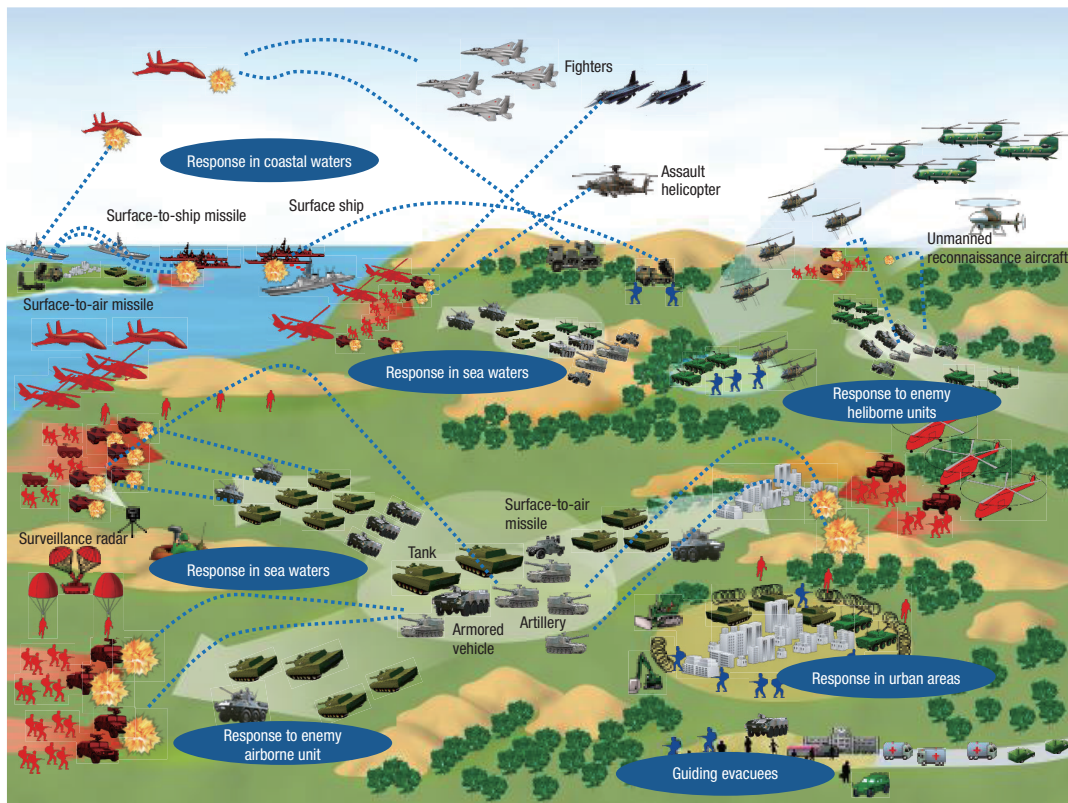 Fighters
Response in coastal waters
Assault
helicopter
Surface-to-ship missile
Surface ship
Unmanned
reconnaissance aircraft
Surface-to-air missile
Response in sea waters
Response to enemy
heliborne units
Surface-to-air
missile
Surveillance radar
Tank
Response in sea waters
Armored
vehicle
Artillery
Response in urban areas
Response to enemy
airborne unit
Guiding evacuees